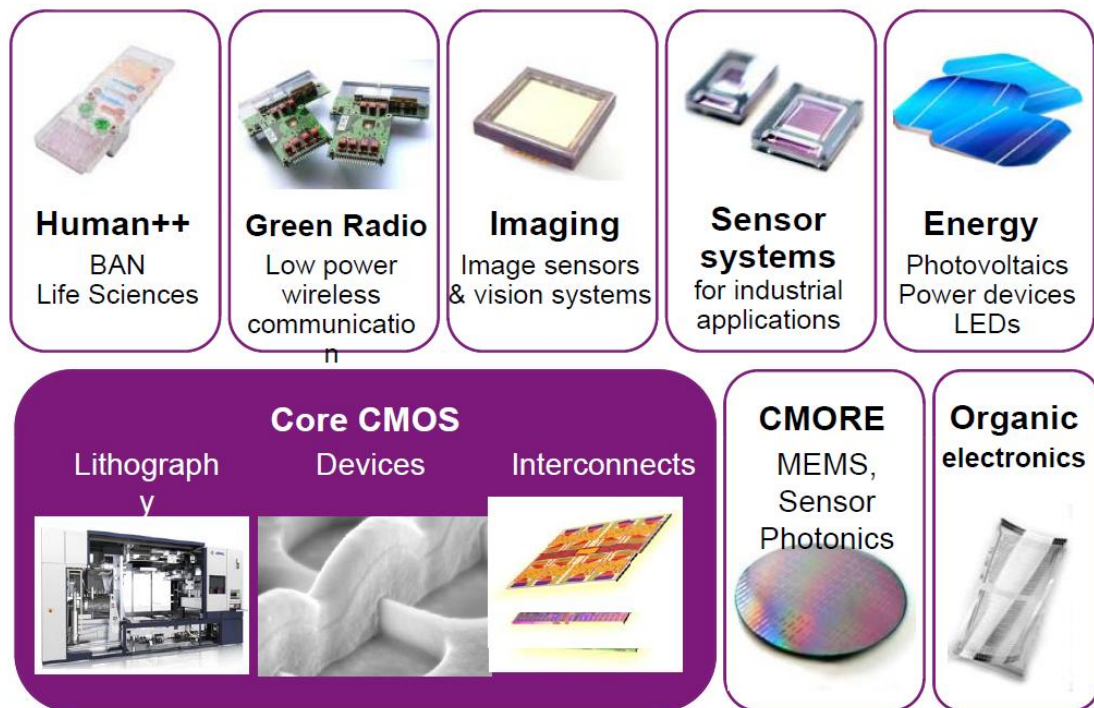 Human++
BAN
Life Sciences
Green Radio
Low power
wireless
communicatio
n
Imaging
Image sensors
& vision systems
Sensor
systems
for industrial
applications
Energy
Photovoltaics
Power devices
LEDs
Core CMOS
Lithograph
y
Devices
Interconnects
CMORE
MEMS,
Sensor
Photonics
Organic
electronics